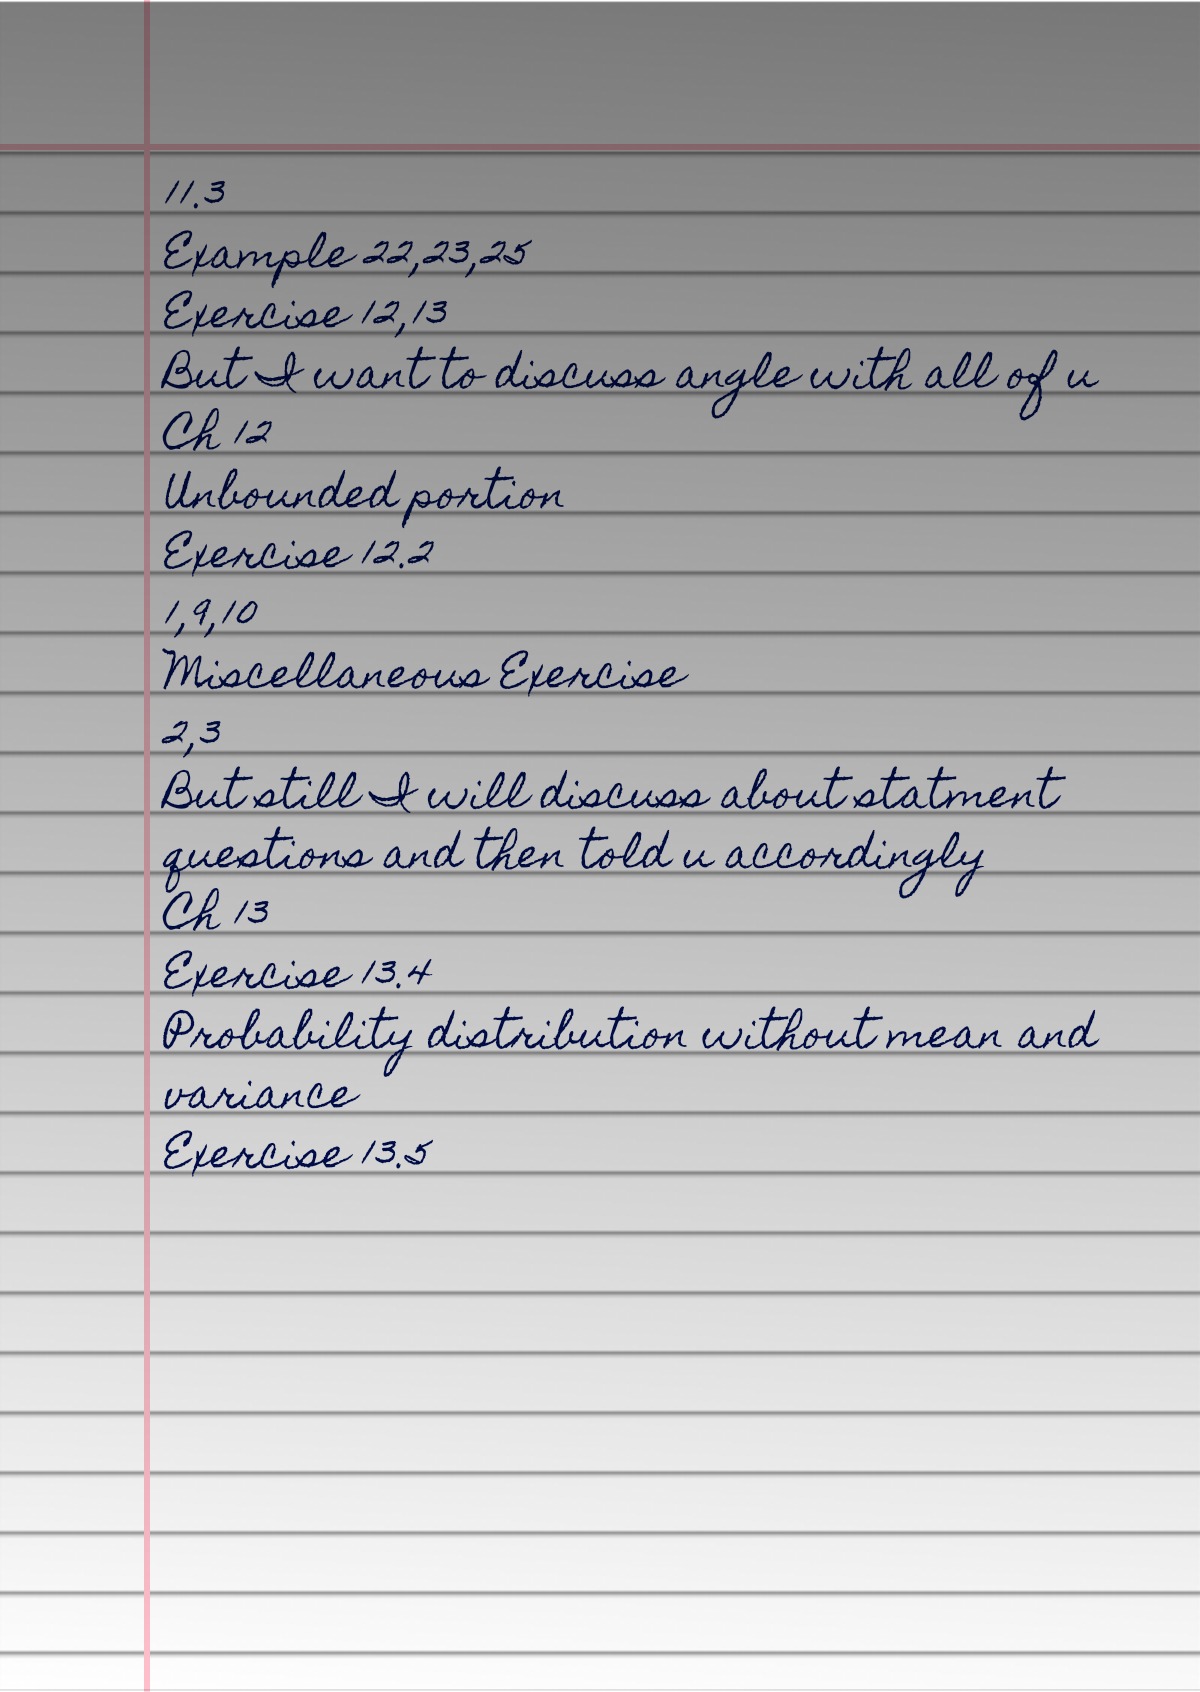 11.3
Example 22,23,25
Exercise 12,13
But I want to discuss angle with all of u
Ch 12
Unbounded portion
Exercise 12.2
1,9,10
Miscellaneous Exercise
2,3
But still I will discuss about statment
questions and then told u accordingly
Ch 13
Exercise 13.4
Probability distribution without mean and
variance
Exercise 13.5